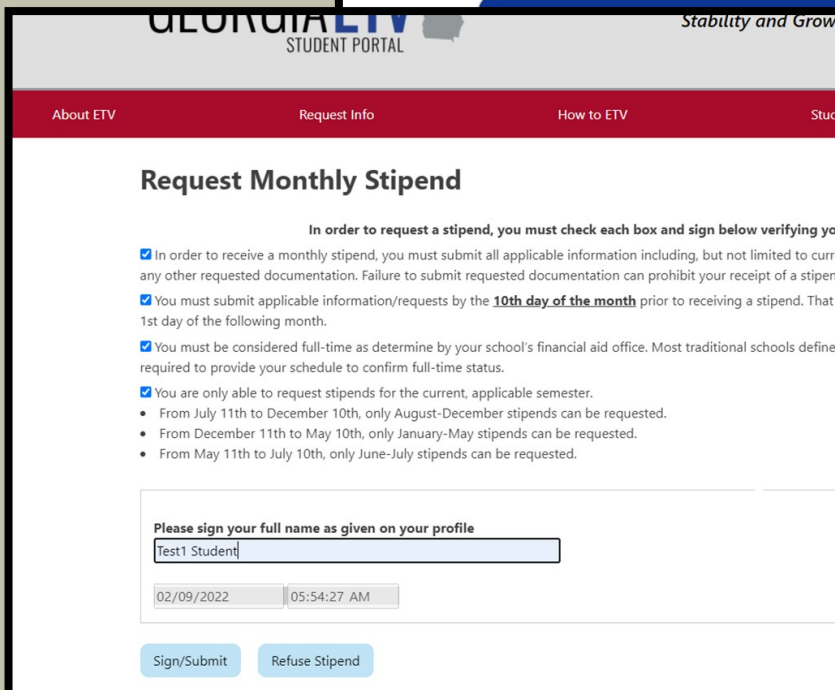 GEORGIA ETV
STUDENT PORTAL
Stability and Grow
About ETV
Request Info
How to ETV
Request Monthly Stipend
In order to request a stipend, you must check each box and sign below verifying
In order to receive a monthly stipend, you must submit all applicable information including, but not limited to
any other requested documentation. Failure to submit requested documentation can prohibit your receipt of a
You must submit applicable information/requests by the 10th day of the month prior to receiving a stipend. That
1st day of the following month.
You must be considered full-time as determine by your school's financial aid office. Most traditional schools
required to provide your schedule to confirm full-time status.
You are only able to request stipends for the current, applicable semester.
• From July 11th to December 10th, only August-December stipends can be requested.
• From December 11th to May 10th, only January-May stipends can be requested.
• From May 11th to July 10th, only June-July stipends can be requested.
Please sign your full name as given on your profile
Test1 Student
02/09/2022 05:54:27 AM
Sign/Submit Refuse Stipend